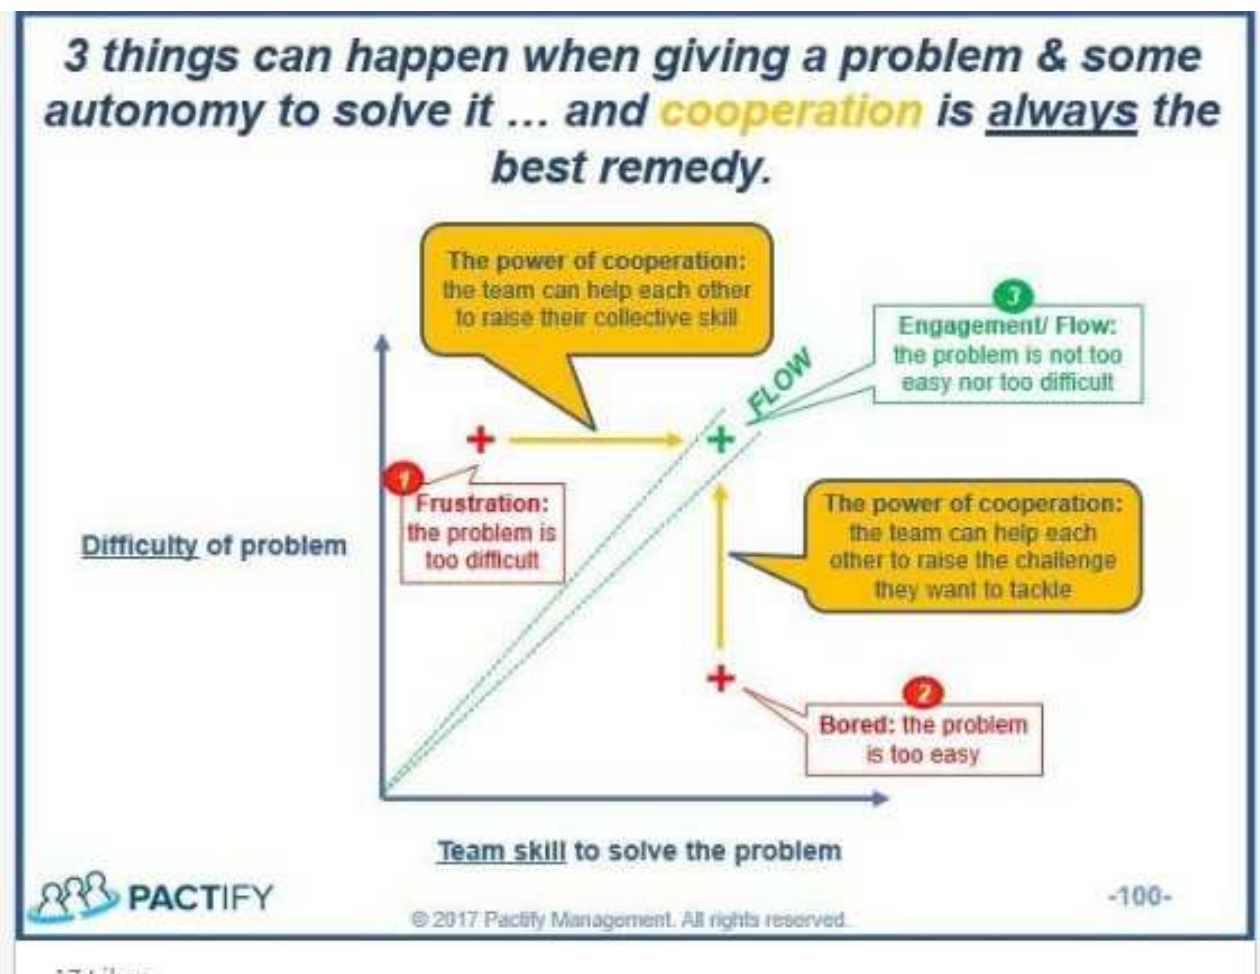 3 things can happen when giving a problem & some
autonomy to solve it ... and cooperation is always the
best remedy.
The power of cooperation:
the team can help each other
to raise their collective skill
3
Engagement/ Flow:
the problem is not too
easy nor too difficult
FLOW
1
Frustration:
the problem is
too difficult
The power of cooperation:
the team can help each
other to raise the challenge
they want to tackle
Difficulty of problem
2
Bored: the problem
is too easy
Team skill to solve the problem
PACTIFY
© 2017 Pactify Management. All rights reserved.
-100-